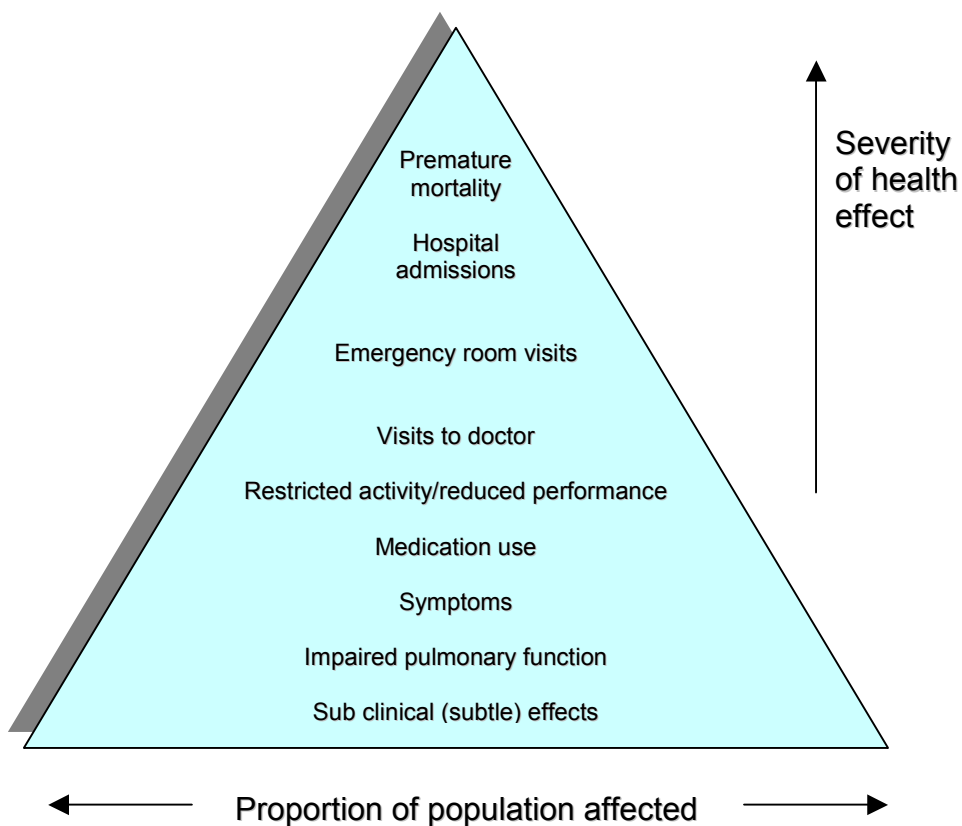 Premature
mortality
Hospital
admissions
Emergency room visits
Visits to doctor
Restricted activity/reduced performance
Medication use
Symptoms
Impaired pulmonary function
Sub clinical (subtle) effects
Severity
of health
effect
Proportion of population affected